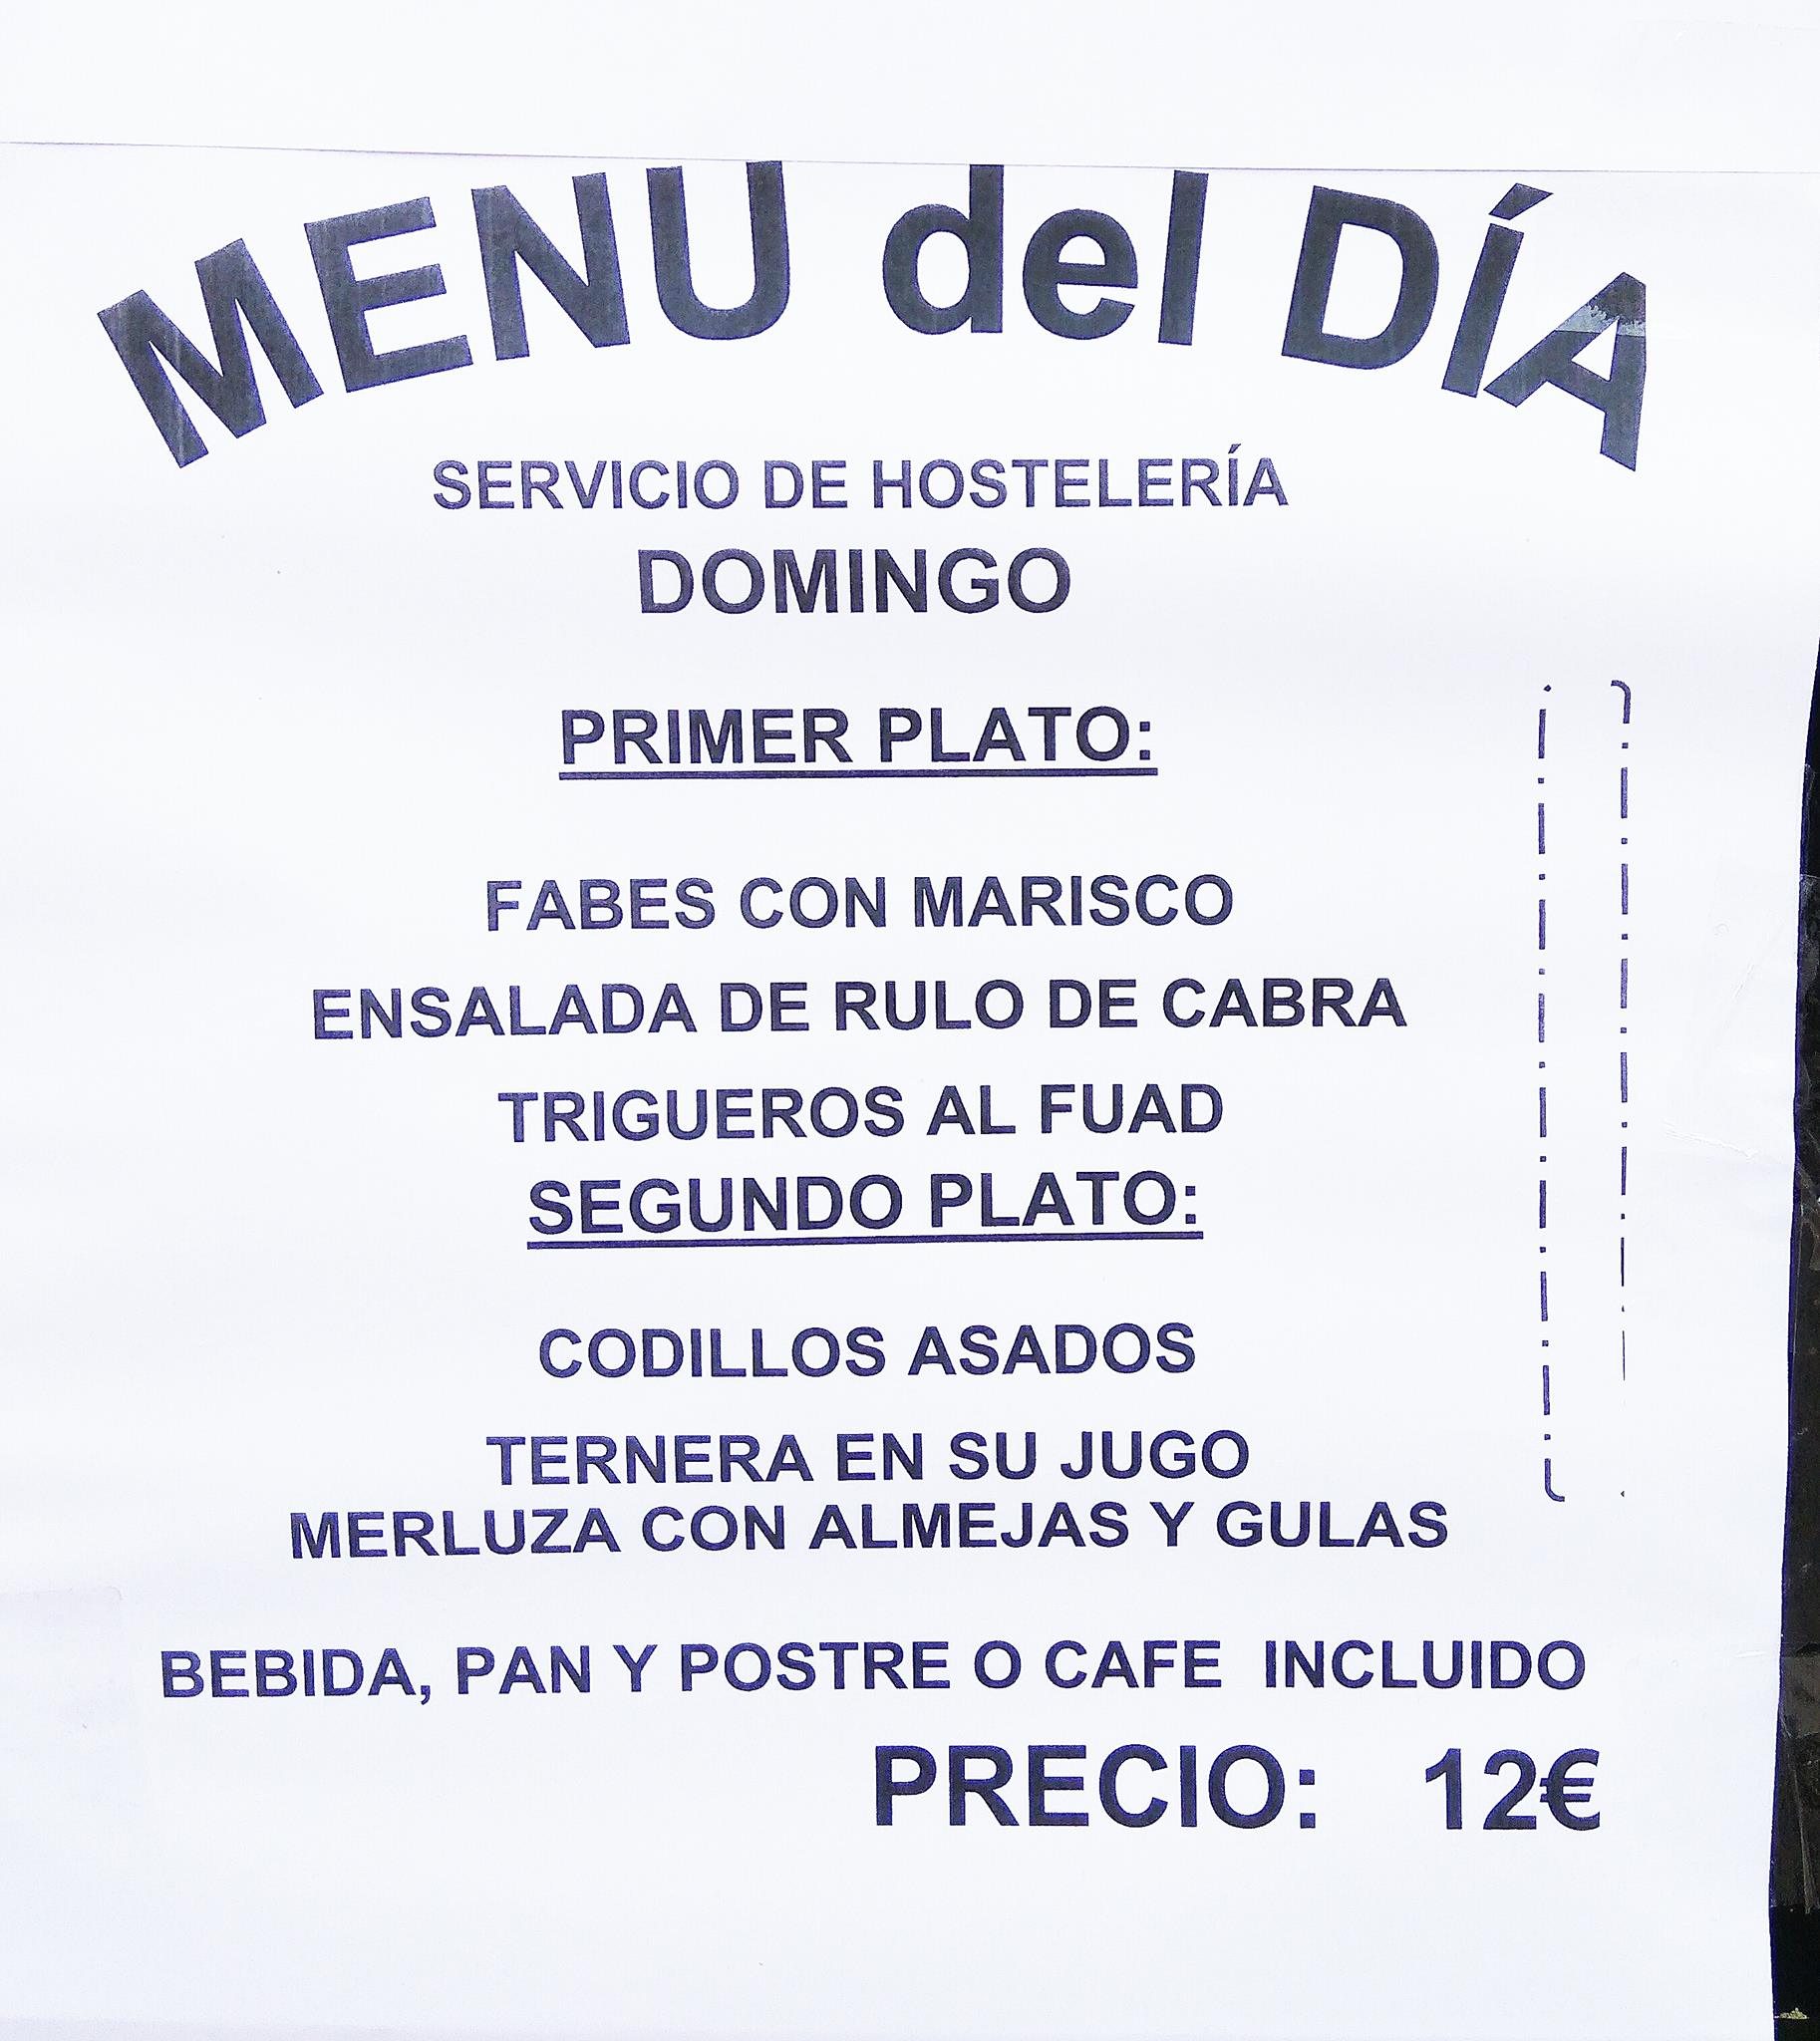 MENU del DÍA
SERVICIO DE HOSTELERÍA
DOMINGO
PRIMER PLATO:
FABES CON MARISCO
ENSALADA DE RULO DE CABRA
TRIGUEROS AL FUAD
SEGUNDO PLATO:
CODILLOS ASADOS
TERNERA EN SU JUGO
MERLUZA CON ALMEJAS Y GULAS
BEBIDA, PAN Y POSTRE O CAFE INCLUIDO
PRECIO: 12€